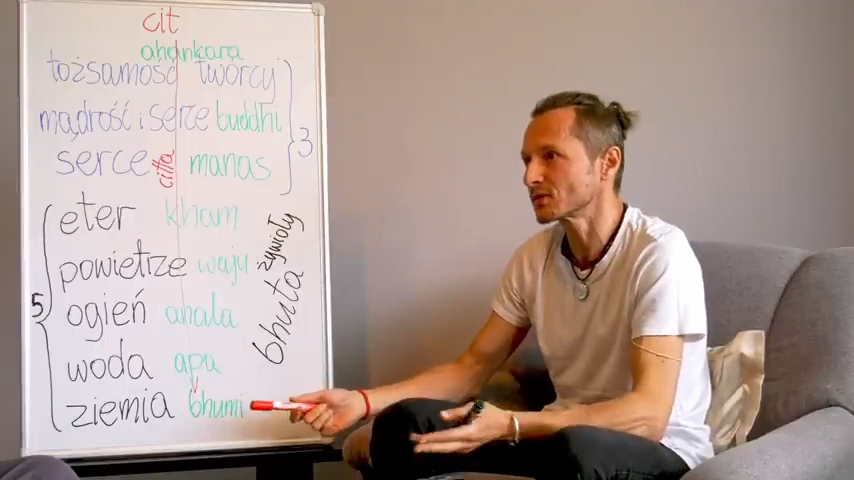 cit
ahankara
tożsamość twórcy
mądrość i serce buddhi
serce citta manas
3
eter kham
powietrze waju
ogień anala
woda apa
ziemia bhumi
5
żywioły
bhuta